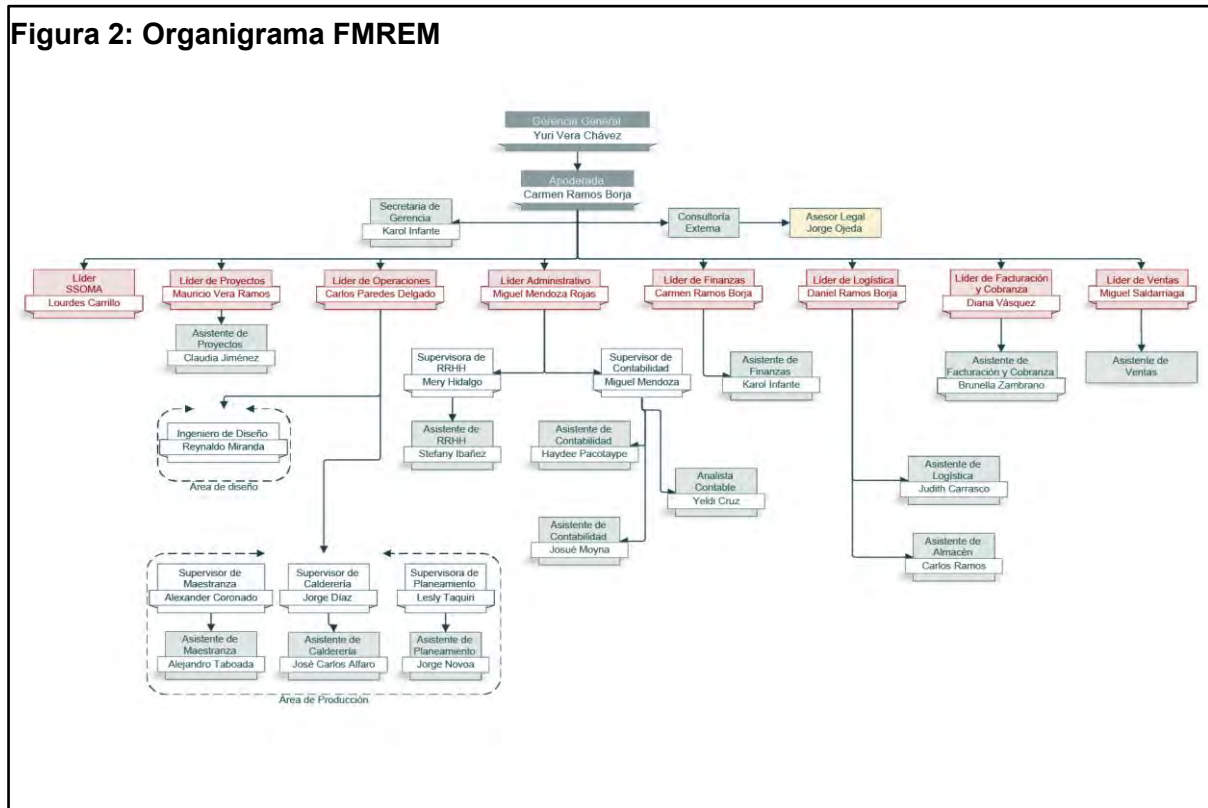 Figura 2: Organigrama FMREM
Gerencia General
Yuri Vera Chávez
Apoderada
Carmen Ramos Borja
Secretaria de
Gerencia
Karol Infante
Consultoría
Externa
Asesor Legal
Jorge Ojeda
Líder
SSOMA
Lourdes Carrillo
Líder de Proyectos
Mauricio Vera Ramos
Líder de Operaciones
Carlos Paredes Delgado
Líder Administrativo
Miguel Mendoza Rojas
Líder de Finanzas
Carmen Ramos Borja
Líder de Logística
Daniel Ramos Borja
Líder de Facturación
y Cobranza
Diana Vásquez
Líder de Ventas
Miguel Saldarriaga
Asistente de
Proyectos
Claudia Jiménez
Supervisora de
RRHH
Mery Hidalgo
Supervisor de
Contabilidad
Miguel Mendoza
Asistente de
Finanzas
Karol Infante
Asistente de
Facturación y Cobranza
Brunella Zambrano
Asistente de
Ventas
Ingeniero de Diseño
Reynaldo Miranda
Área de diseño
Asistente de
RRHH
Stefany Ibañez
Asistente de
Contabilidad
Haydee Pacotaype
Analista
Contable
Yeldi Cruz
Asistente de
Logística
Judith Carrasco
Asistente de
Contabilidad
Josué Moyna
Asistente de
Almacén
Carlos Ramos
Supervisor de
Maestranza
Alexander Coronado
Supervisor de
Calderería
Jorge Díaz
Supervisora de
Planeamiento
Lesly Taquiri
Asistente de
Maestranza
Alejandro Taboada
Asistente de
Calderería
José Carlos Alfaro
Asistente de
Planeamiento
Jorge Novoa
Área de Producción